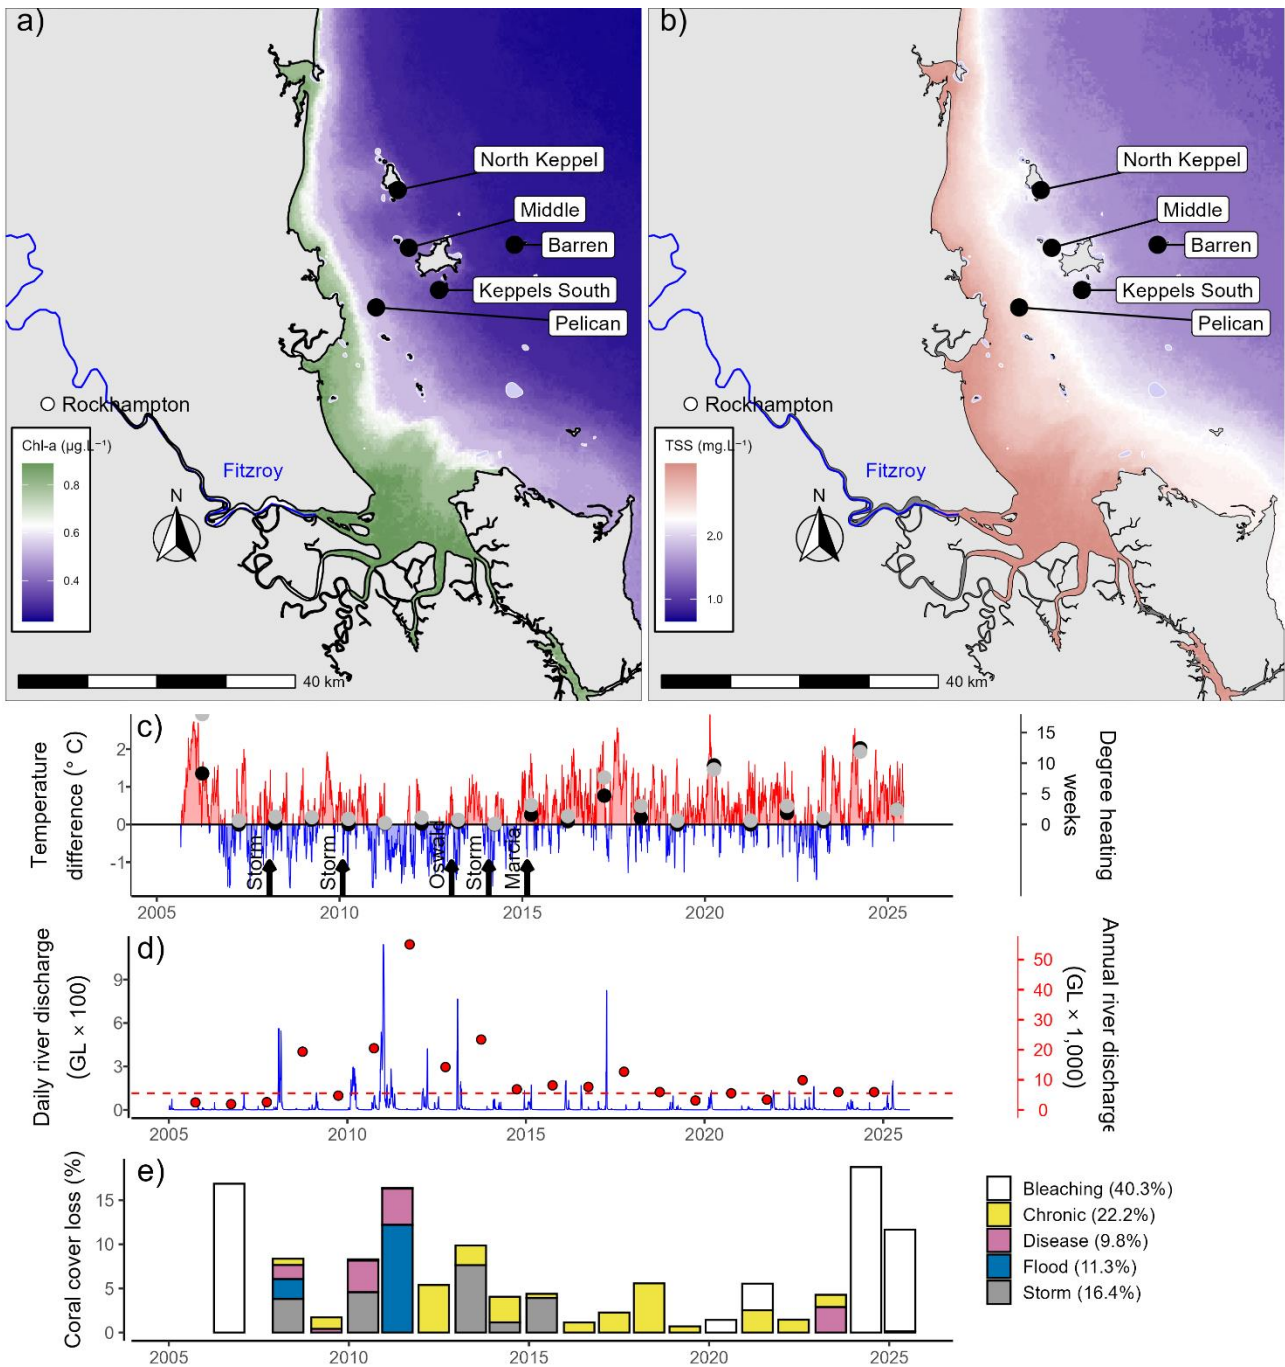 a)
North Keppel
Middle
Barren
Keppels South
Pelican
Rockhampton
Chl-a (µg.L⁻¹)
0.8
0.6
0.4
Fitzroy
N
40 km
b)
North Keppel
Middle
Barren
Keppels South
Pelican
Rockhampton
TSS (mg.L⁻¹)
2.0
1.0
Fitzroy
N
40 km
c)
Temperature
difference (° C)
2
1
0
-1
Storm
Storm
Oswald
Storm
Marcia
15
10
5
0
Degree heating
weeks
2005
2010
2015
2020
2025
d)
Daily river discharge
(GL × 100)
9
6
3
0
50
40
30
20
10
0
Annual river discharge
(GL × 1,000)
2005
2010
2015
2020
2025
e)
Coral cover loss (%)
15
10
5
0
2005
2010
2015
2020
2025
Bleaching (40.3%)
Chronic (22.2%)
Disease (9.8%)
Flood (11.3%)
Storm (16.4%)